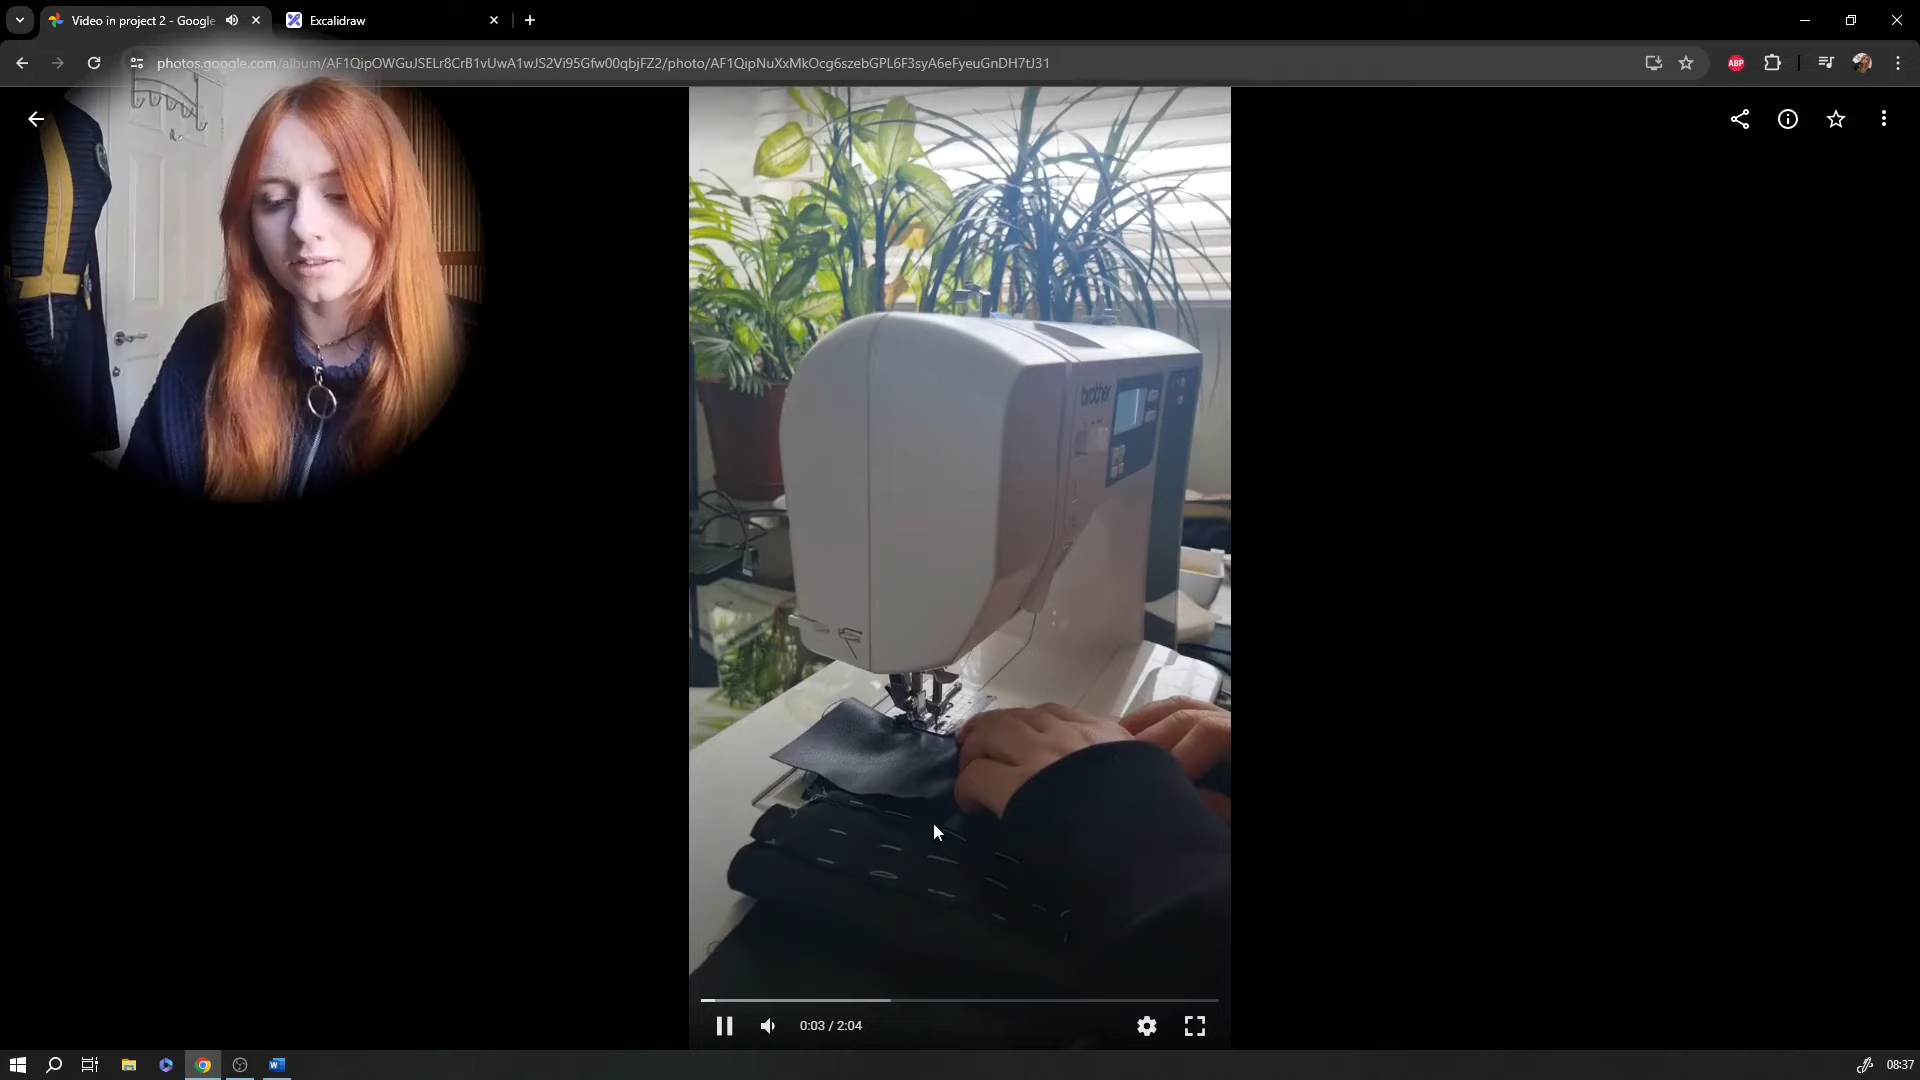 Video in project 2 - Google
Excalidraw
photos.google.com/album/AF1QipOWGuJSELr8CrB1vUwA1wJS2Vi95Gfw00qbjFZ2/photo/AF1QipNuXxMkOcg6szebGPL6F3syA6eFyeuGnDH7tJ31
ABP
brother
0:03 / 2:04
W
08:37